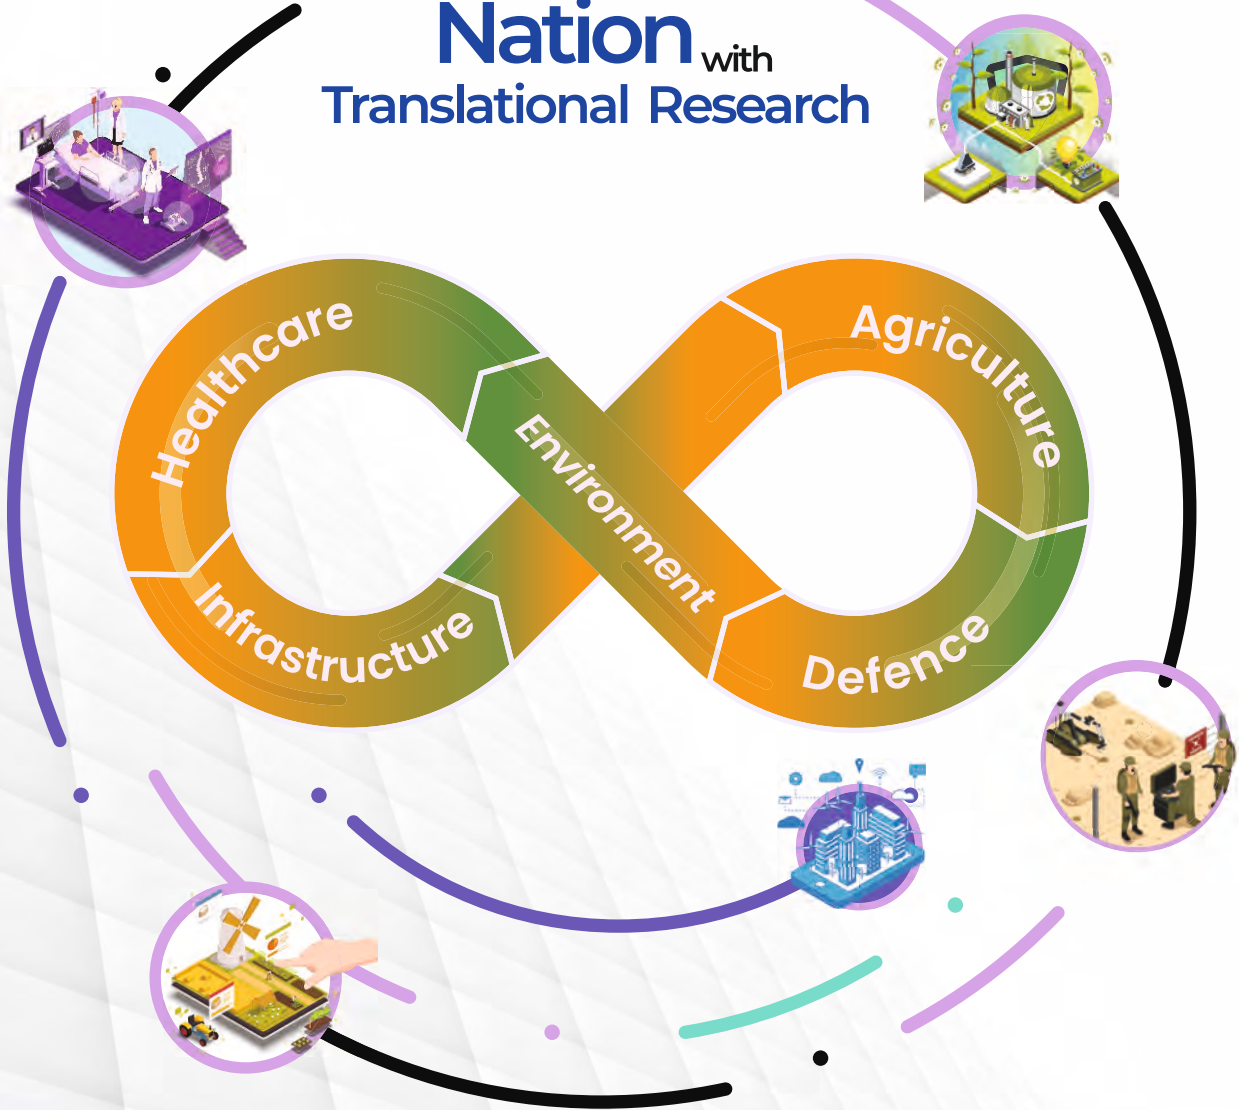 Nation with
Translational Research
Healthcare
Agriculture
Environment
Infrastructure
Defence